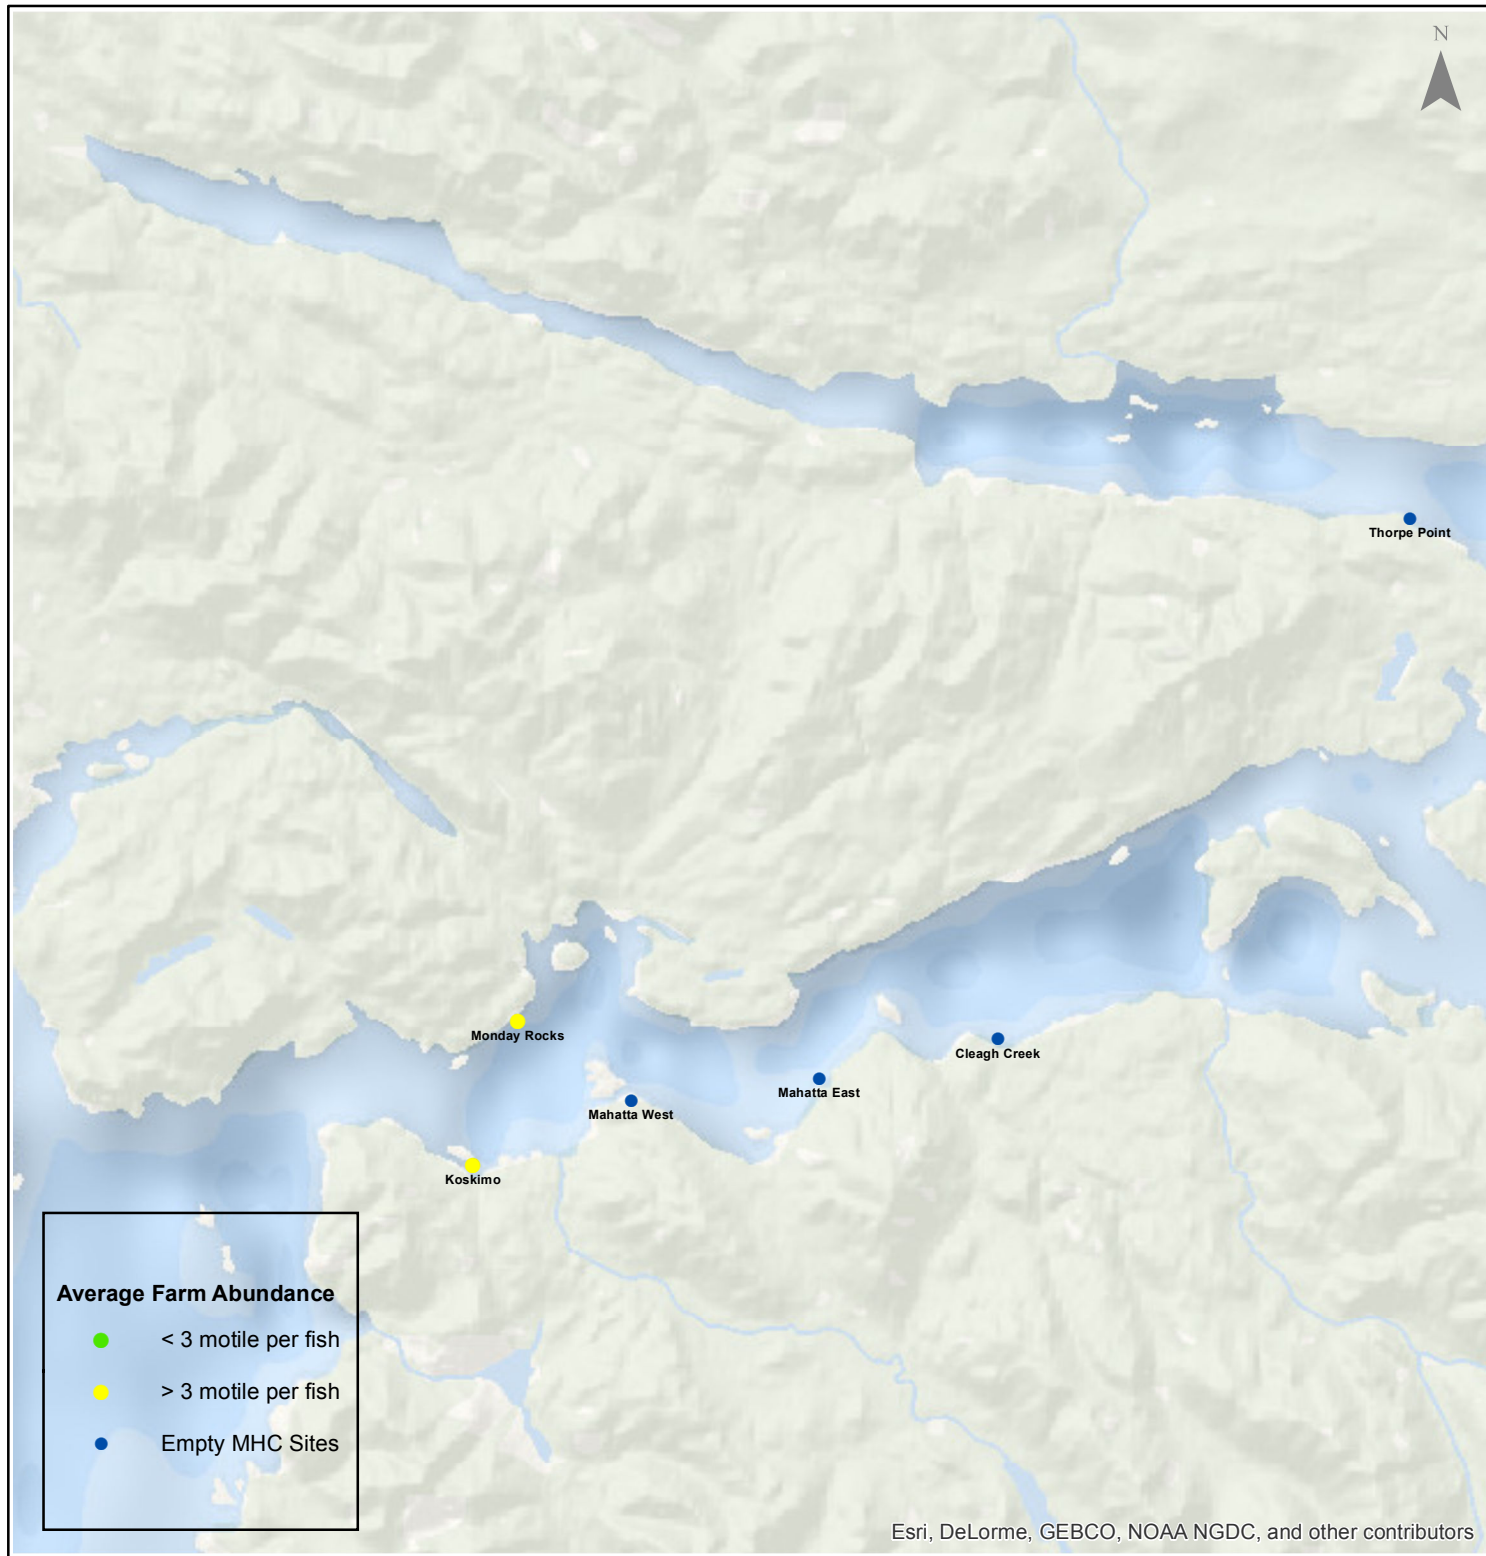 N
Thorpe Point
Monday Rocks
Cleagh Creek
Mahatta East
Mahatta West
Koskimo
Average Farm Abundance
< 3 motile per fish
> 3 motile per fish
Empty MHC Sites
Esri, DeLorme, GEBCO, NOAA NGDC, and other contributors